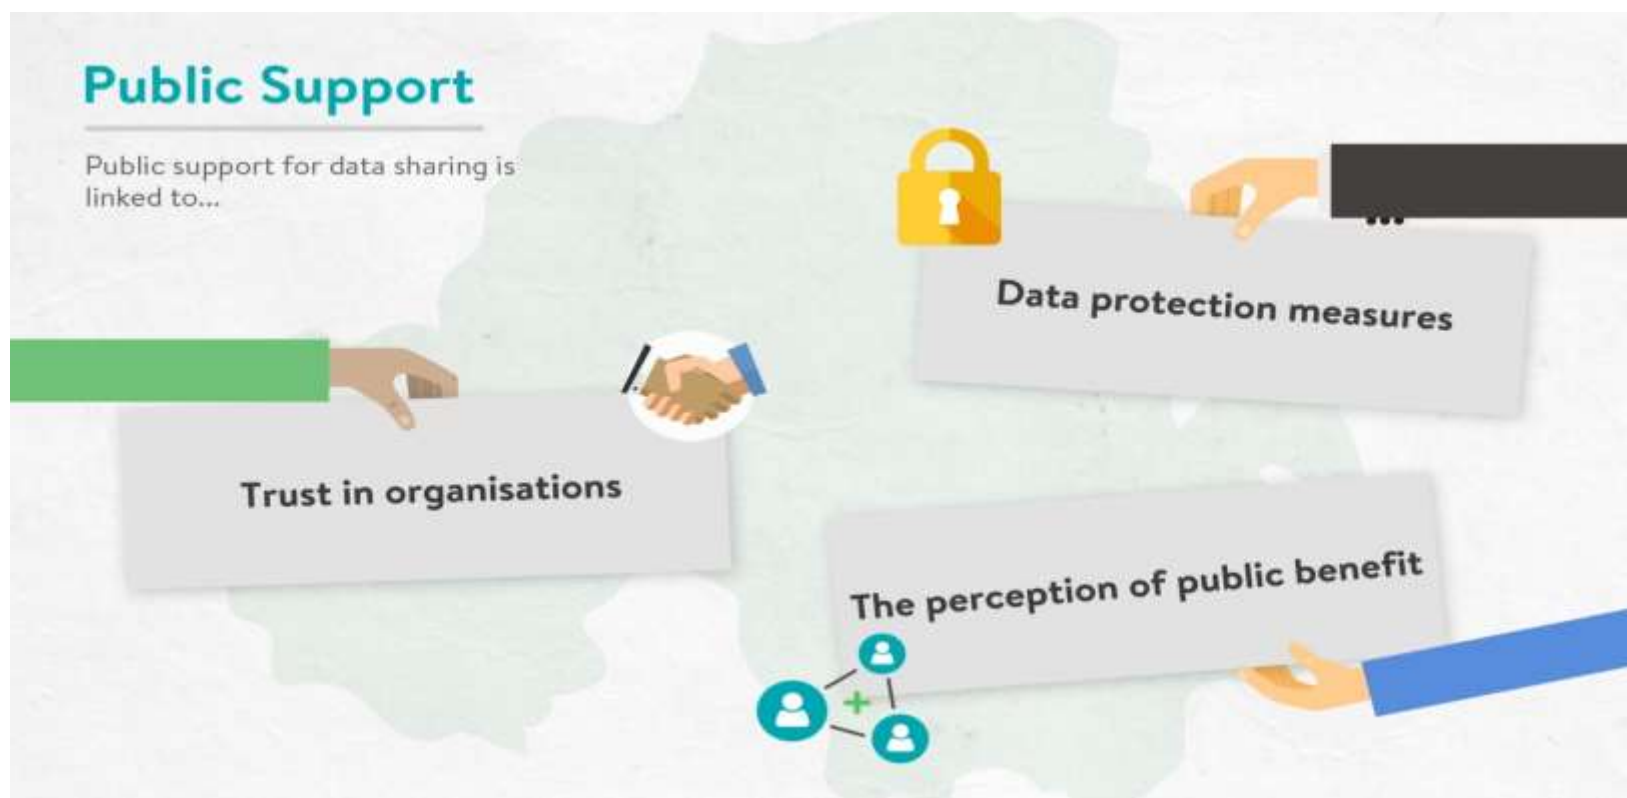 Public Support
Public support for data sharing is
linked to...
Data protection measures
Trust in organisations
The perception of public benefit